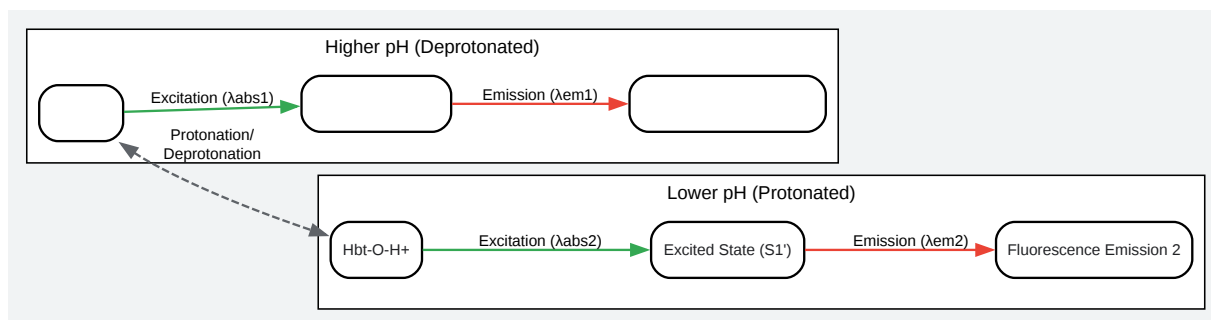 Higher pH (Deprotonated)
Excitation (λabs1)
Emission (λem1)
Protonation/
Deprotonation
Lower pH (Protonated)
Hbt-O-H+
Excitation (λabs2)
Excited State (S1')
Emission (λem2)
Fluorescence Emission 2